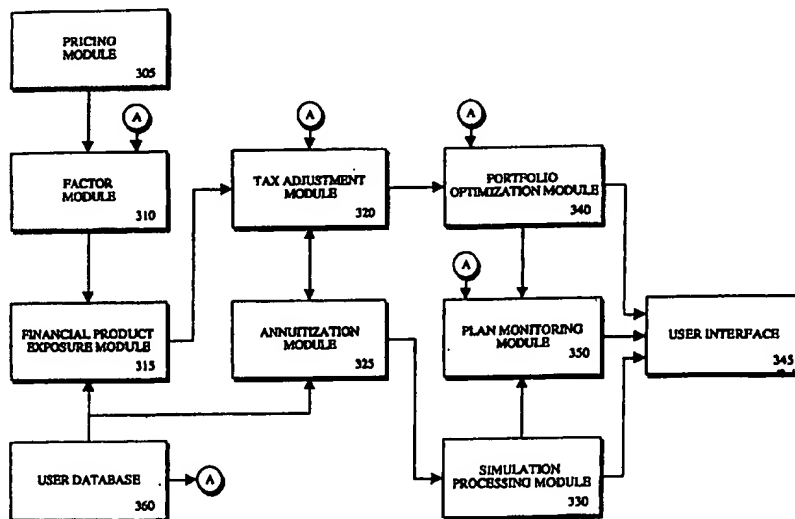 PRICING
MODULE
305
A
A
A
FACTOR
MODULE
310
TAX ADJUSTMENT
MODULE
320
PORTFOLIO
OPTIMIZATION MODULE
340
A
FINANCIAL PRODUCT
EXPOSURE MODULE
315
ANNUITIZATION
MODULE
325
PLAN MONITORING
MODULE
350
USER INTERFACE
345
USER DATABASE
360
A
SIMULATION
PROCESSING MODULE
330